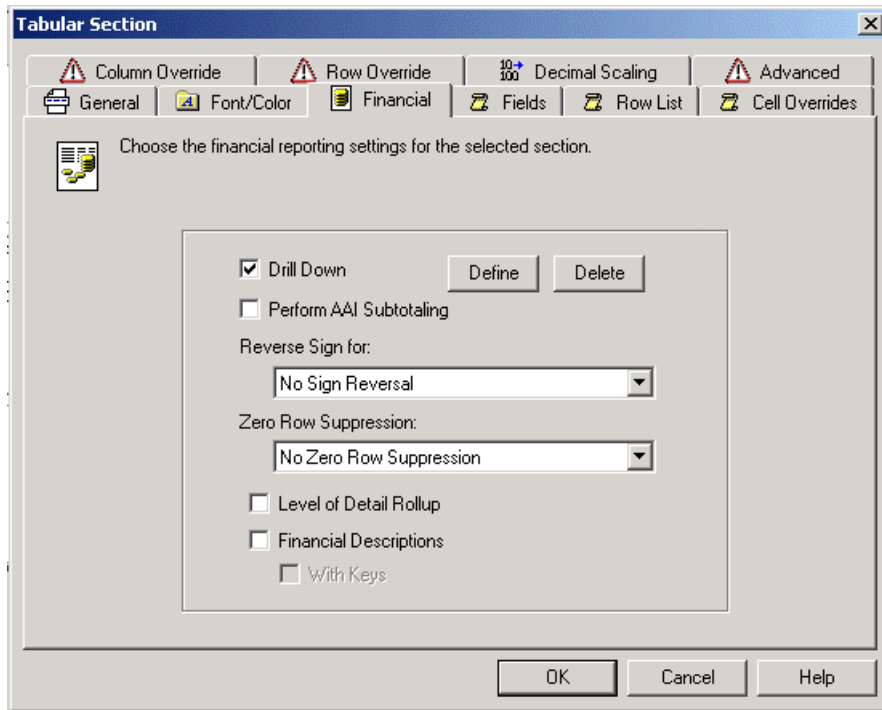 Tabular Section
Column Override Row Override 10 100 Decimal Scaling Advanced
General A Font/Color Financial Fields Row List Cell Overrides
Choose the financial reporting settings for the selected section.
Drill Down Define Delete
Perform AAI Subtotaling
Reverse Sign for:
No Sign Reversal
Zero Row Suppression:
No Zero Row Suppression
Level of Detail Rollup
Financial Descriptions
With Keys
OK Cancel Help